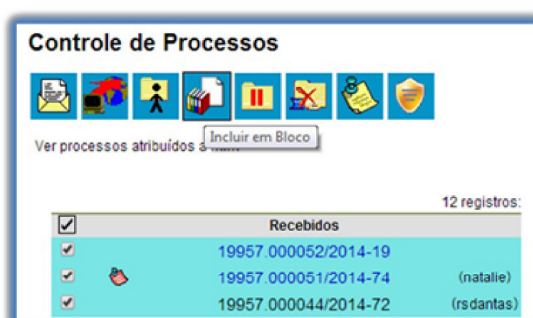 Controle de Processos
Incluir em Bloco
Ver processos atribuídos a
12 registros:
Recebidos
19957.000052/2014-19
19957.000051/2014-74 (natalie)
19957.000044/2014-72 (rsdantas)